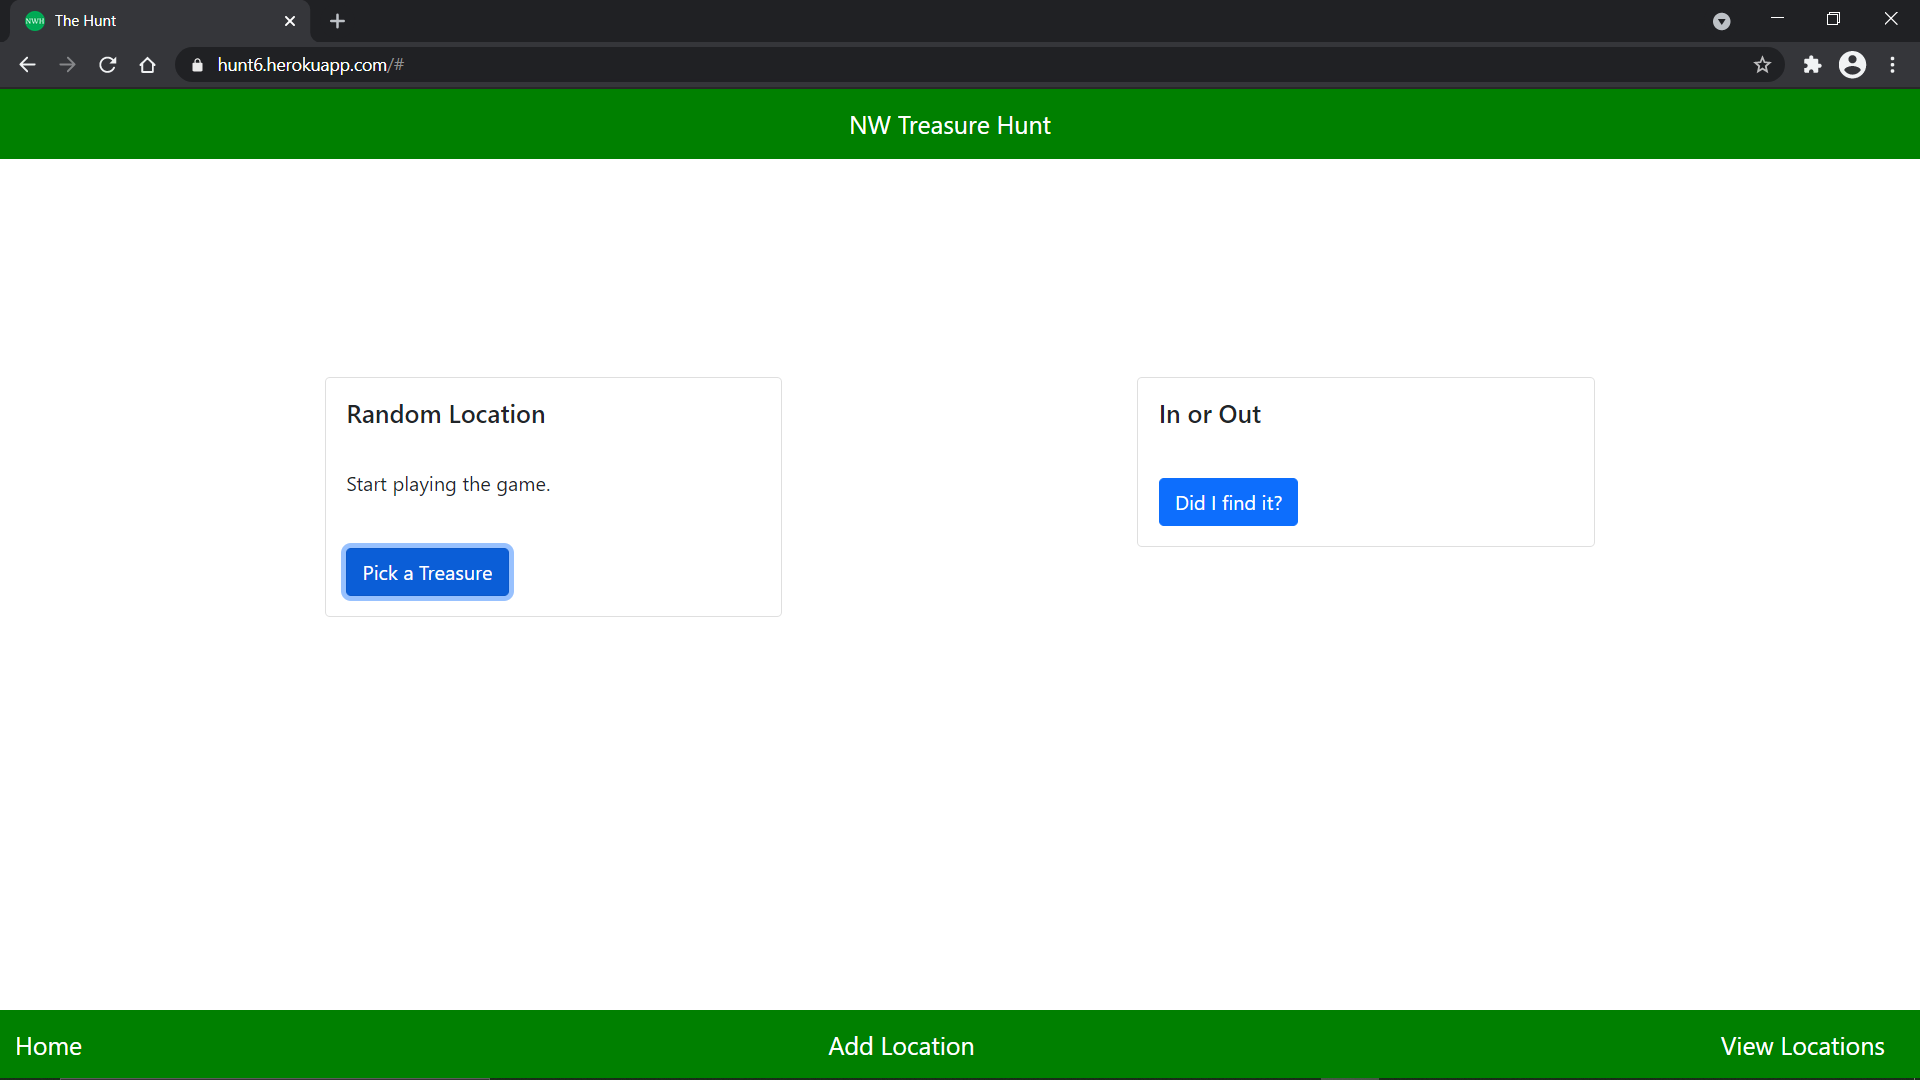 NWH The Hunt
hunt6.herokuapp.com/#
NW Treasure Hunt
Random Location
Start playing the game.
Pick a Treasure
In or Out
Did I find it?
Home Add Location View Locations